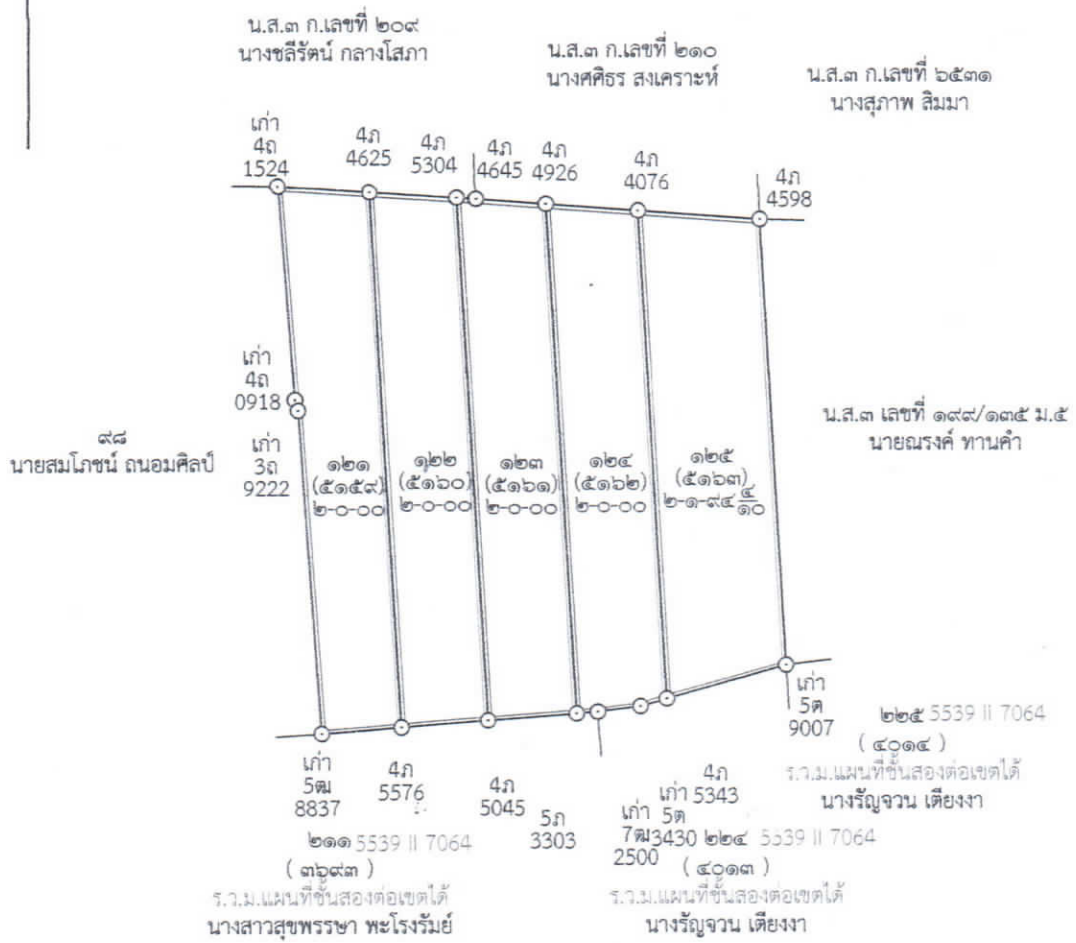 น.ส.๓ ก.เลขที่ ๒๐๙
นางชลีรัตน์ กลางโสภา
น.ส.๓ ก.เลขที่ ๒๑๐
นางศศิธร สงเคราะห์
น.ส.๓ ก.เลขที่ ๖๕๓๑
นางสุภาพ สิมมา
เก่า
4ถ
1524
4ภ
4625
4ภ
5304
4ภ
4645
4ภ
4926
4ภ
4076
4ภ
4598
เก่า
4ถ
0918
เก่า
3ถ
9222
๙๘
นายสมโภชน์ ถนอมศิลป์
๑๒๑
(๕๑๕๙)
๒-๐-๐๐
๑๒๒
(๕๑๖๐)
๒-๐-๐๐
๑๒๓
(๕๑๖๑)
๒-๐-๐๐
๑๒๔
(๕๑๖๒)
๒-๐-๐๐
๑๒๕
(๕๑๖๓)
๒-๑-๙๔ ๔/๑๐
น.ส.๓ เลขที่ ๑๙๙/๑๓๕ ม.๕
นายณรงค์ ทานคำ
เก่า
5ฒ
8837
4ภ
5576
4ภ
5045
5ภ
3303
เก่า
7ฒ
2500
เก่า
5ต
3430
4ภ
5343
เก่า
5ต
9007
๒๒๕ 5539 II 7064
( ๔๐๑๔ )
ร.ว.ม.แผนที่ชั้นสองต่อเขตได้
นางรัญจวน เตียงงา
๒๑๑ 5539 II 7064
( ๓๖๙๓ )
ร.ว.ม.แผนที่ชั้นสองต่อเขตได้
นางสาวสุขพรรษา พะโรงรัมย์
๒๒๔ 5539 II 7064
( ๔๐๑๓ )
ร.ว.ม.แผนที่ชั้นสองต่อเขตได้
นางรัญจวน เตียงงา